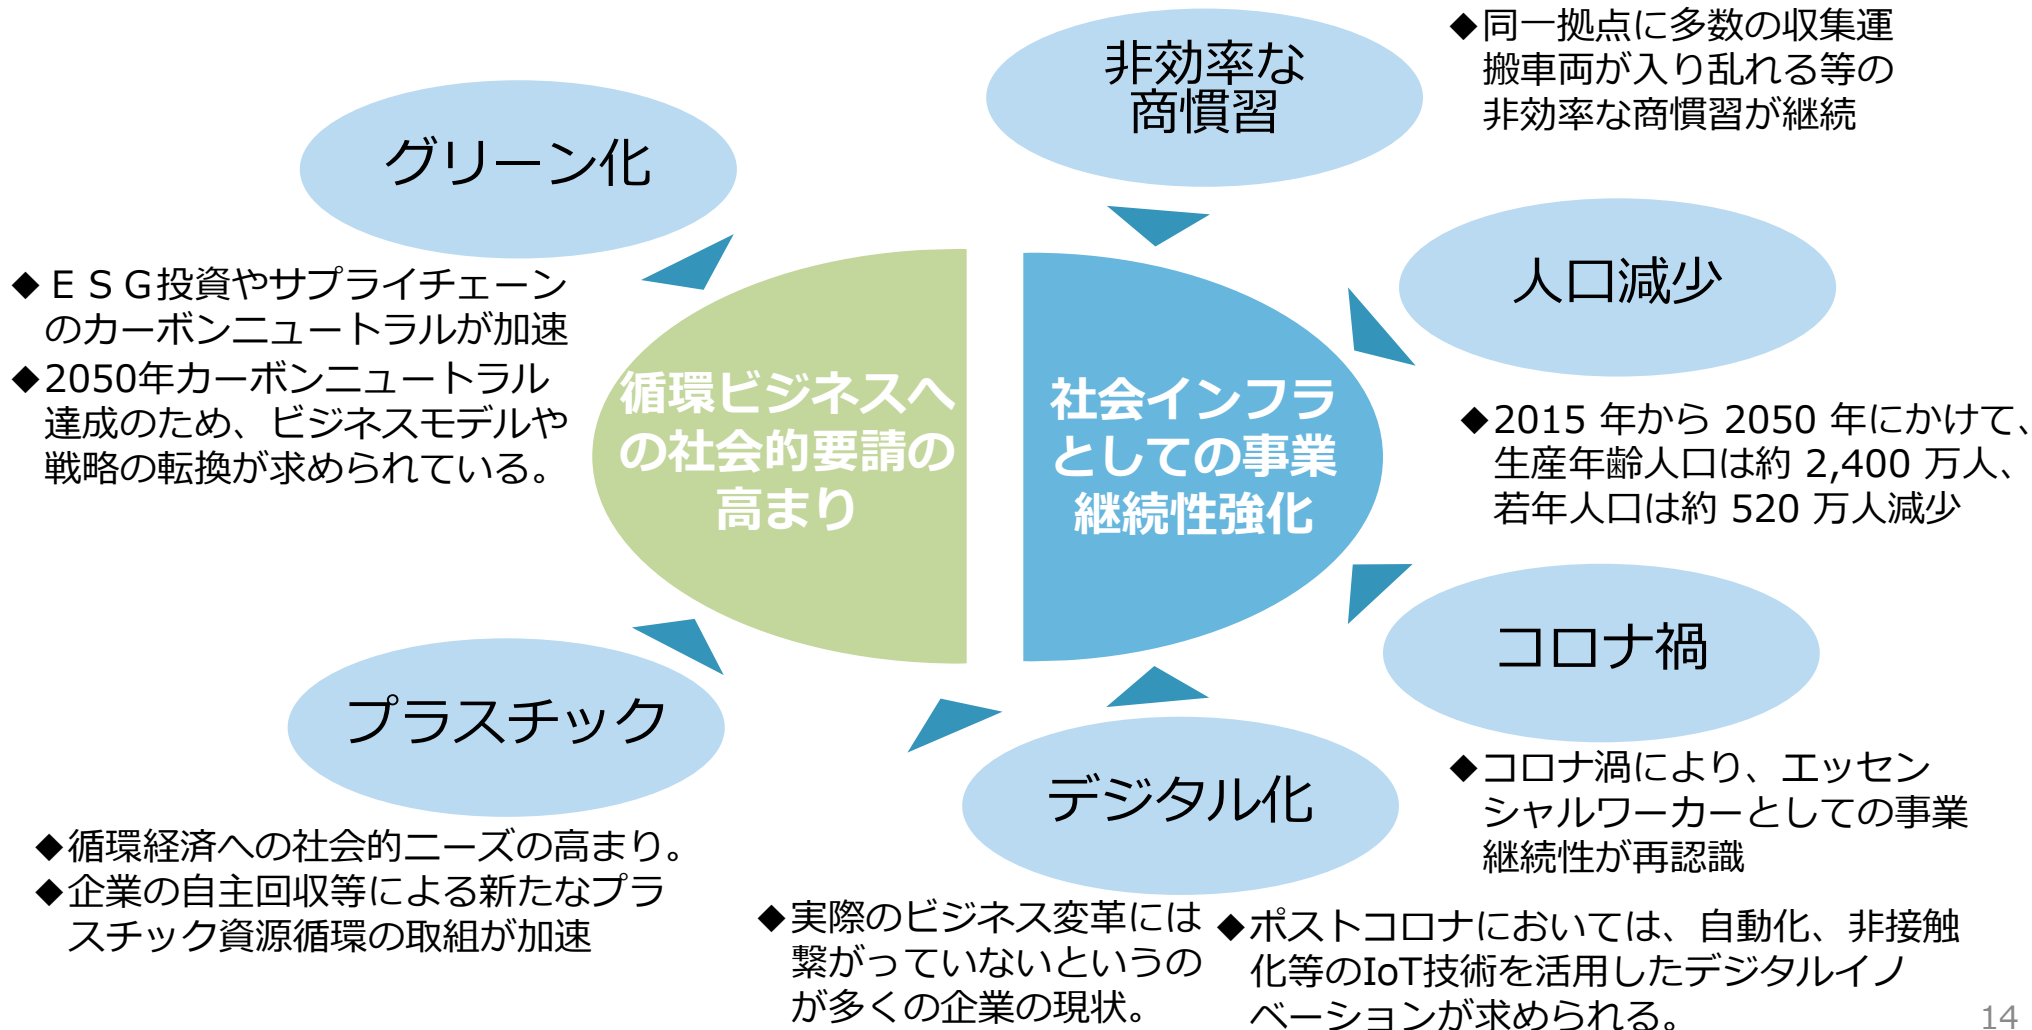 非効率な
商慣習
◆同一拠点に多数の収集運
搬車両が入り乱れる等の
非効率な商慣習が継続
グリーン化
◆ＥＳＧ投資やサプライチェーン
のカーボンニュートラルが加速
◆2050年カーボンニュートラル
達成のため、ビジネスモデルや
戦略の転換が求められている。
人口減少
◆2015 年から 2050 年にかけて、
生産年齢人口は約 2,400 万人、
若年人口は約 520 万人減少
循環ビジネスへ
の社会的要請の
高まり
社会インフラ
としての事業
継続性強化
コロナ禍
◆コロナ渦により、エッセン
シャルワーカーとしての事業
継続性が再認識
プラスチック
◆循環経済への社会的ニーズの高まり。
◆企業の自主回収等による新たなプラ
スチック資源循環の取組が加速
デジタル化
◆実際のビジネス変革には
繋がっていないというの
が多くの企業の現状。
◆ポストコロナにおいては、自動化、非接触
化等のIoT技術を活用したデジタルイノ
ベーションが求められる。
14